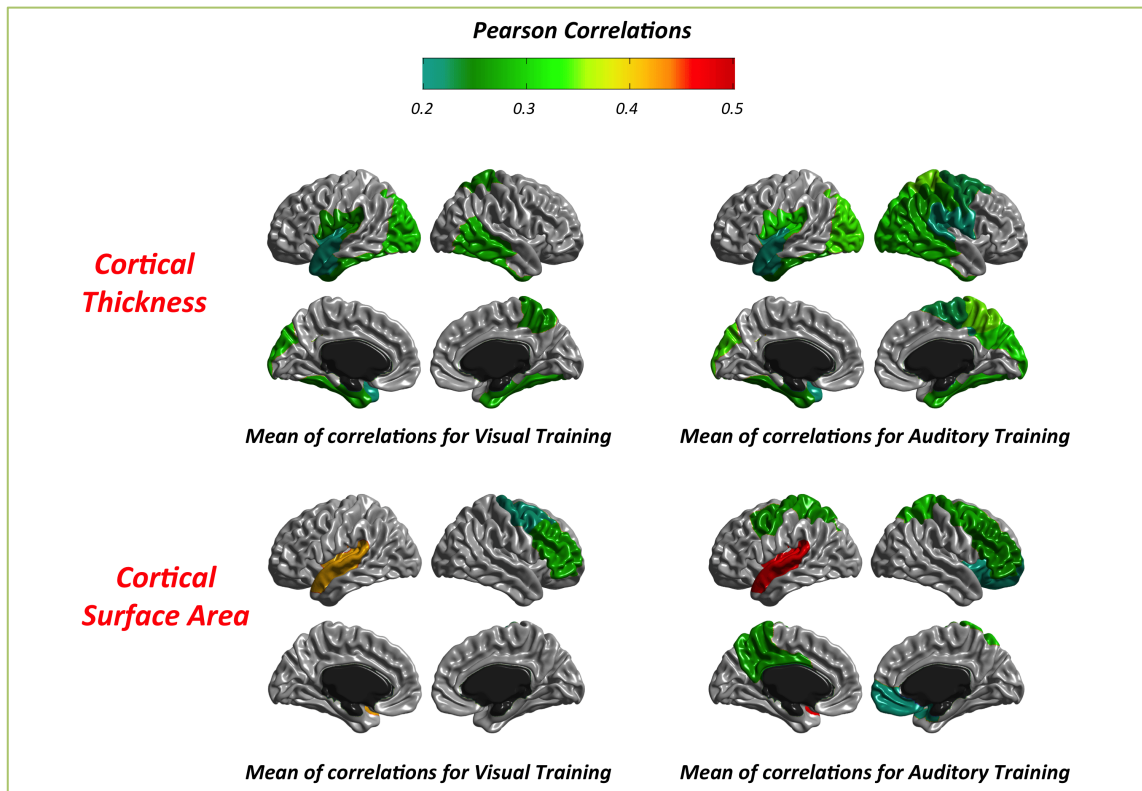 Pearson Correlations
0.2 0.3 0.4 0.5
Cortical
Thickness
Mean of correlations for Visual Training Mean of correlations for Auditory Training
Cortical
Surface Area
Mean of correlations for Visual Training Mean of correlations for Auditory Training